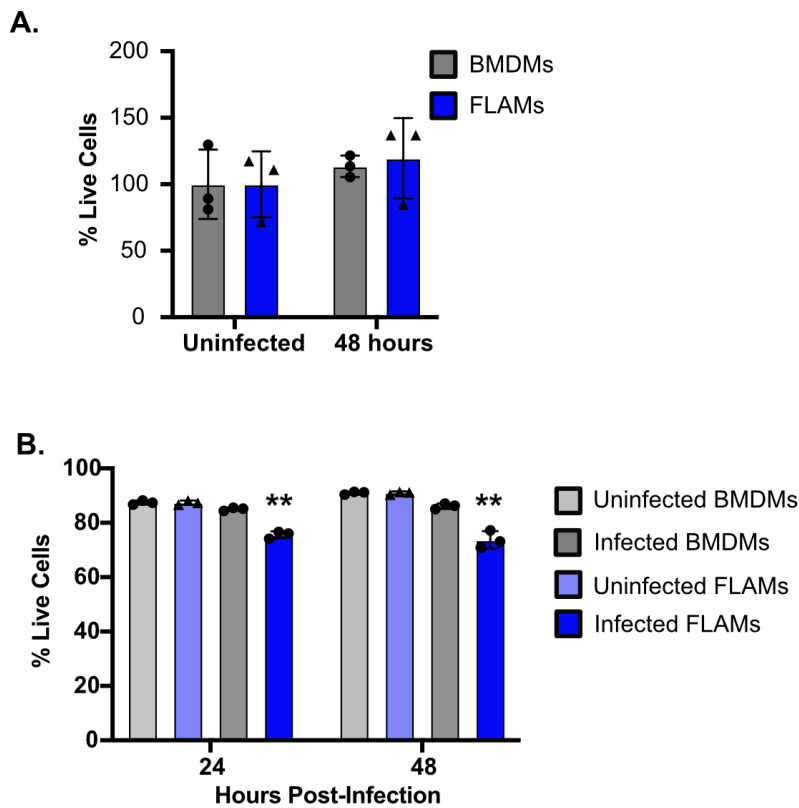 A.
200
150
100
50
0
% Live Cells
Uninfected
48 hours
BMDMs
FLAMs
B.
100
80
60
40
20
0
% Live Cells
**
**
24
48
Hours Post-Infection
Uninfected BMDMs
Infected BMDMs
Uninfected FLAMs
Infected FLAMs